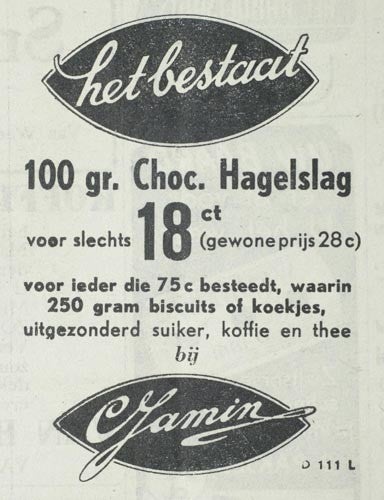 het bestaat
100 gr. Choc. Hagelslag
voor slechts 18 ct (gewone prijs 28 c)
voor ieder die 75 c besteedt, waarin
250 gram biscuits of koekjes,
uitgezonderd suiker, koffie en thee
bij
C Jamin
D 111 L